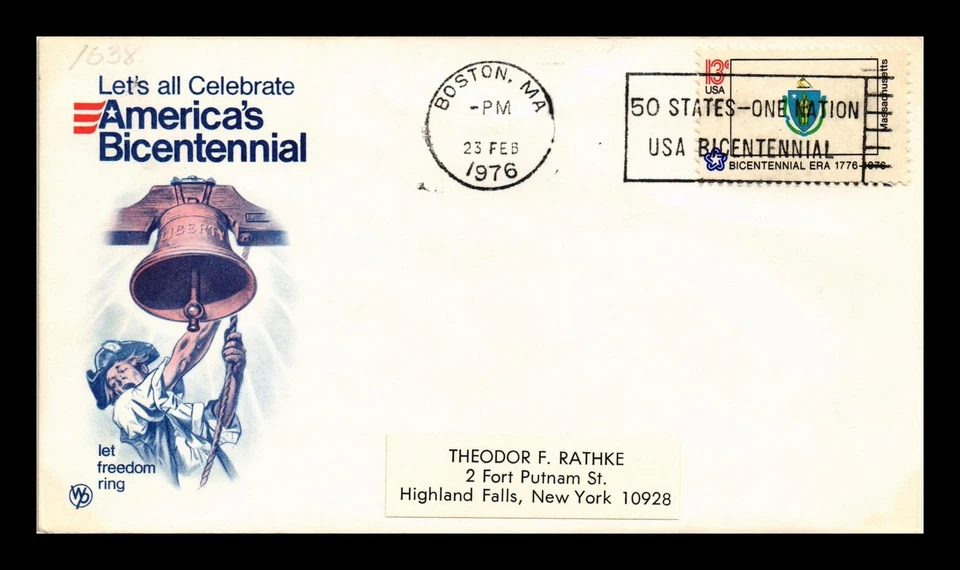 1638
Let's all Celebrate
America's
Bicentennial
LIBERTY
let
freedom
ring
BOSTON, MA
-PM
23 FEB
1976
50 STATES-ONE NATION
USA BICENTENNIAL
13c
USA
Massachusetts
BICENTENNIAL ERA 1776-1976
THEODOR F. RATHKE
2 Fort Putnam St.
Highland Falls, New York 10928